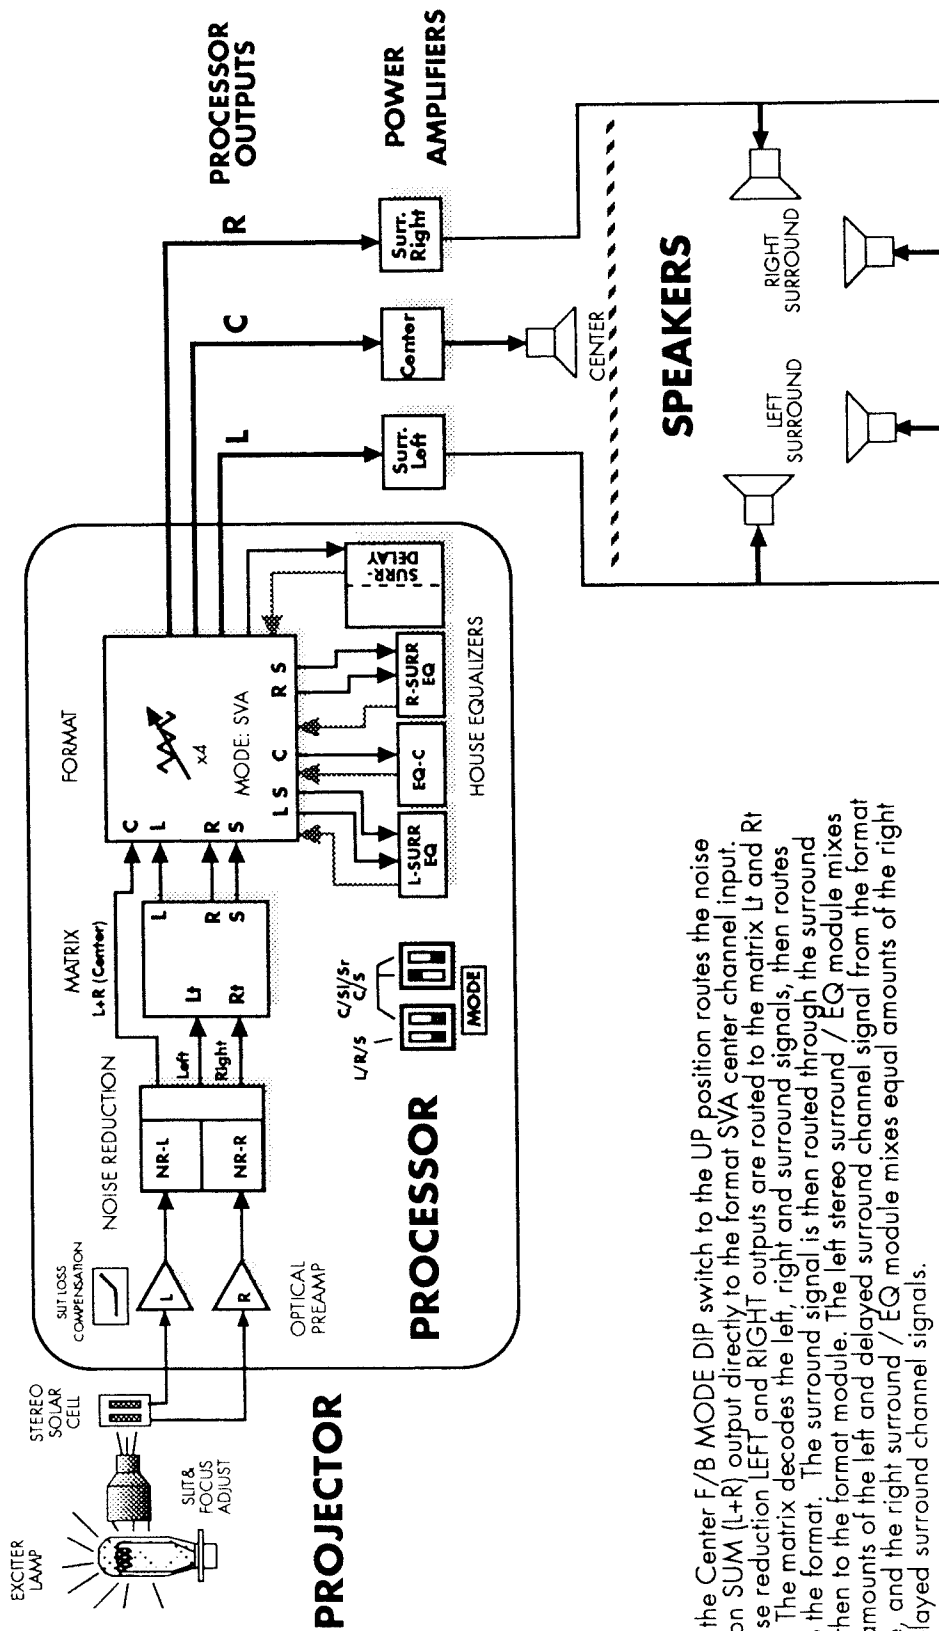 EXCITER
LAMP
STEREO
SOLAR
CELL
SLIT&
FOCUS
ADJUST
PROJECTOR
SLIT LOSS
COMPENSATION
L
R
OPTICAL
PREAMP
NOISE REDUCTION
NR-L
NR-R
PROCESSOR
Left
Right
L+R (Center)
MATRIX
Lt
Rt
L
R
S
L/R/S
C/Sl/Sr
C/S
MODE
FORMAT
C
L
R
S
x4
MODE: SVA
L S
C
R S
L-SURR
EQ
EQ-C
R-SURR
EQ
SURR-
DELAY
HOUSE EQUALIZERS
L
C
R
PROCESSOR
OUTPUTS
Surr.
Left
Center
Surr.
Right
POWER
AMPLIFIERS
CENTER
SPEAKERS
LEFT
SURROUND
RIGHT
SURROUND
the Center F/B MODE DIP switch to the UP position routes the noise
on SUM (L+R) output directly to the format SVA center channel input.
se reduction LEFT and RIGHT outputs are routed to the matrix Lt and Rt
The matrix decodes the left, right and surround signals, then routes
the format. The surround signal is then routed through the surround
hen to the format module. The left stereo surround / EQ module mixes
amounts of the left and delayed surround channel signal from the format
, and the right surround / EQ module mixes equal amounts of the right
layed surround channel signals.